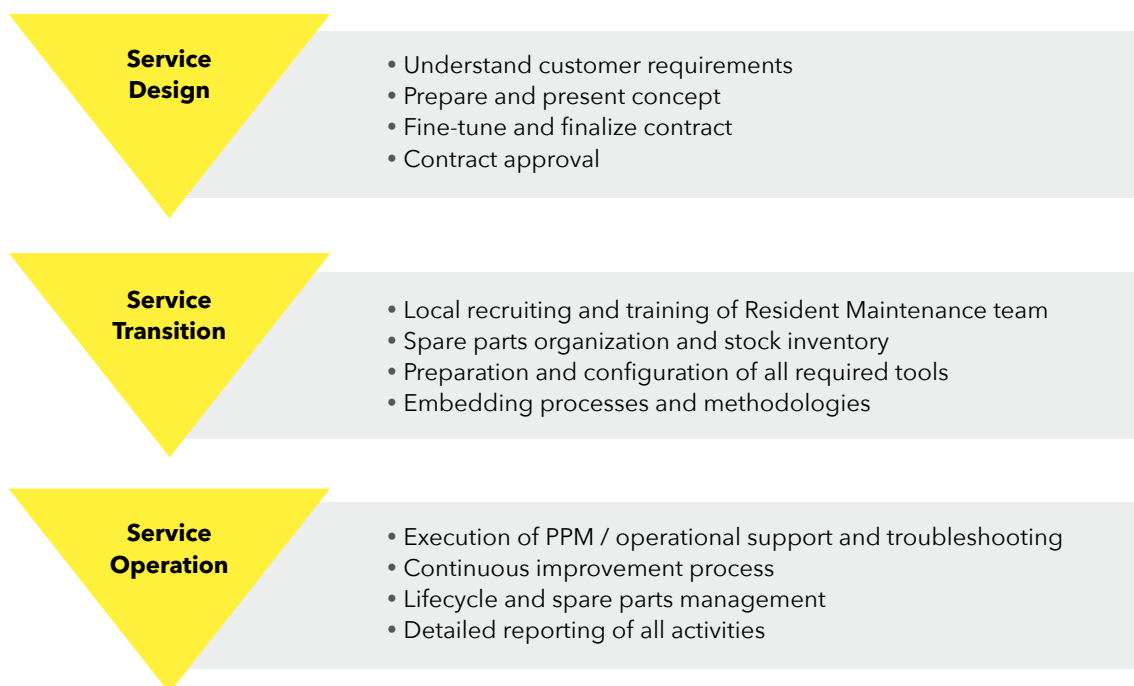 Service
Design
• Understand customer requirements
• Prepare and present concept
• Fine-tune and finalize contract
• Contract approval
Service
Transition
• Local recruiting and training of Resident Maintenance team
• Spare parts organization and stock inventory
• Preparation and configuration of all required tools
• Embedding processes and methodologies
Service
Operation
• Execution of PPM / operational support and troubleshooting
• Continuous improvement process
• Lifecycle and spare parts management
• Detailed reporting of all activities